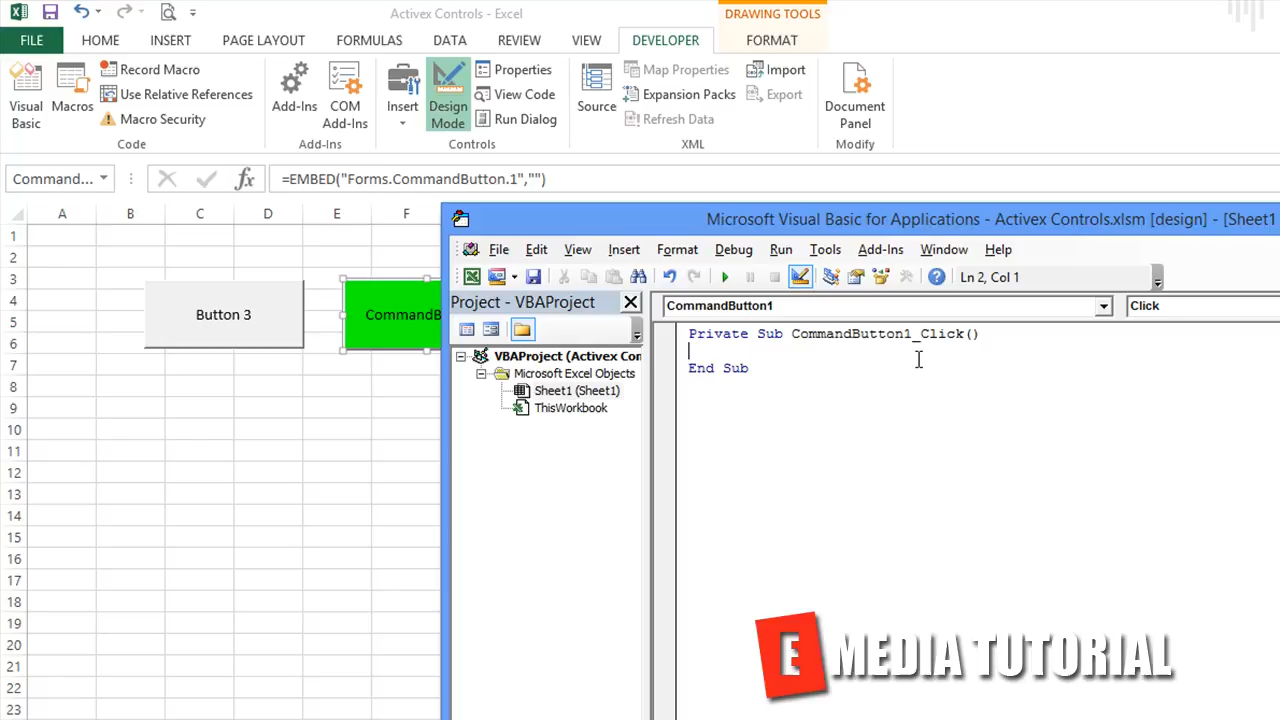 Activex Controls - Excel
DRAWING TOOLS
FILE HOME INSERT PAGE LAYOUT FORMULAS DATA REVIEW VIEW DEVELOPER FORMAT
Visual Basic
Macros
Record Macro
Use Relative References
Macro Security
Code
Add-Ins
COM Add-Ins
Add-Ins
Insert
Design Mode
Properties
View Code
Run Dialog
Controls
Source
Map Properties
Expansion Packs
Refresh Data
Import
Export
XML
Document Panel
Modify
Command...
fx
=EMBED("Forms.CommandButton.1","")
A B C D E F
1
2
3
4
5
6
7
8
9
10
11
12
13
14
15
16
17
18
19
20
21
22
23
Button 3
CommandB
Microsoft Visual Basic for Applications - Activex Controls.xlsm [design] - [Sheet1
File Edit View Insert Format Debug Run Tools Add-Ins Window Help
Ln 2, Col 1
Project - VBAProject
CommandButton1
Click
VBAProject (Activex Con
Microsoft Excel Objects
Sheet1 (Sheet1)
ThisWorkbook
Private Sub CommandButton1_Click()
End Sub
E MEDIA TUTORIAL